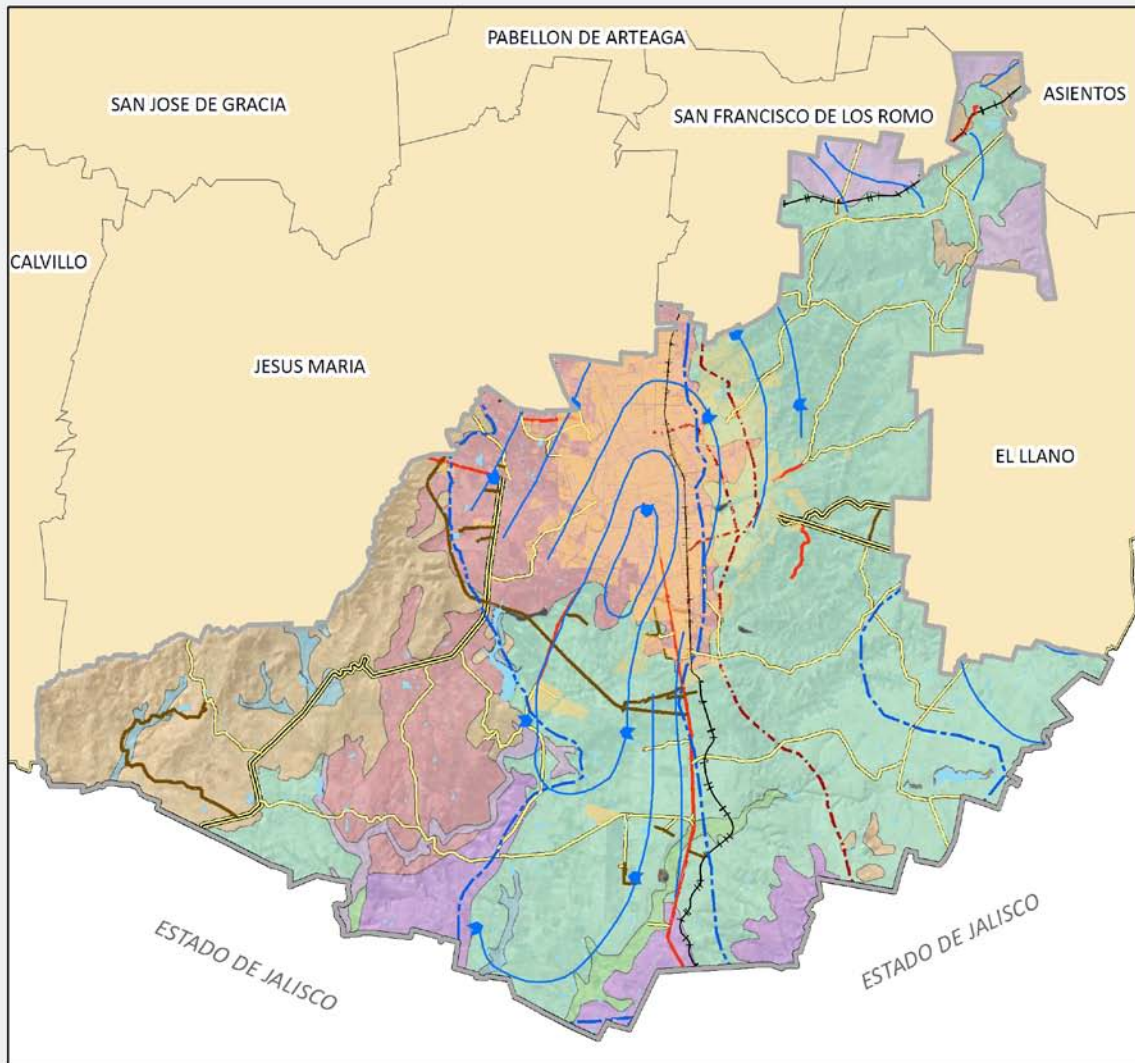 PABELLON DE ARTEAGA
SAN JOSE DE GRACIA
ASIENTOS
SAN FRANCISCO DE LOS ROMO
CALVILLO
JESUS MARIA
EL LLANO
ESTADO DE JALISCO
ESTADO DE JALISCO